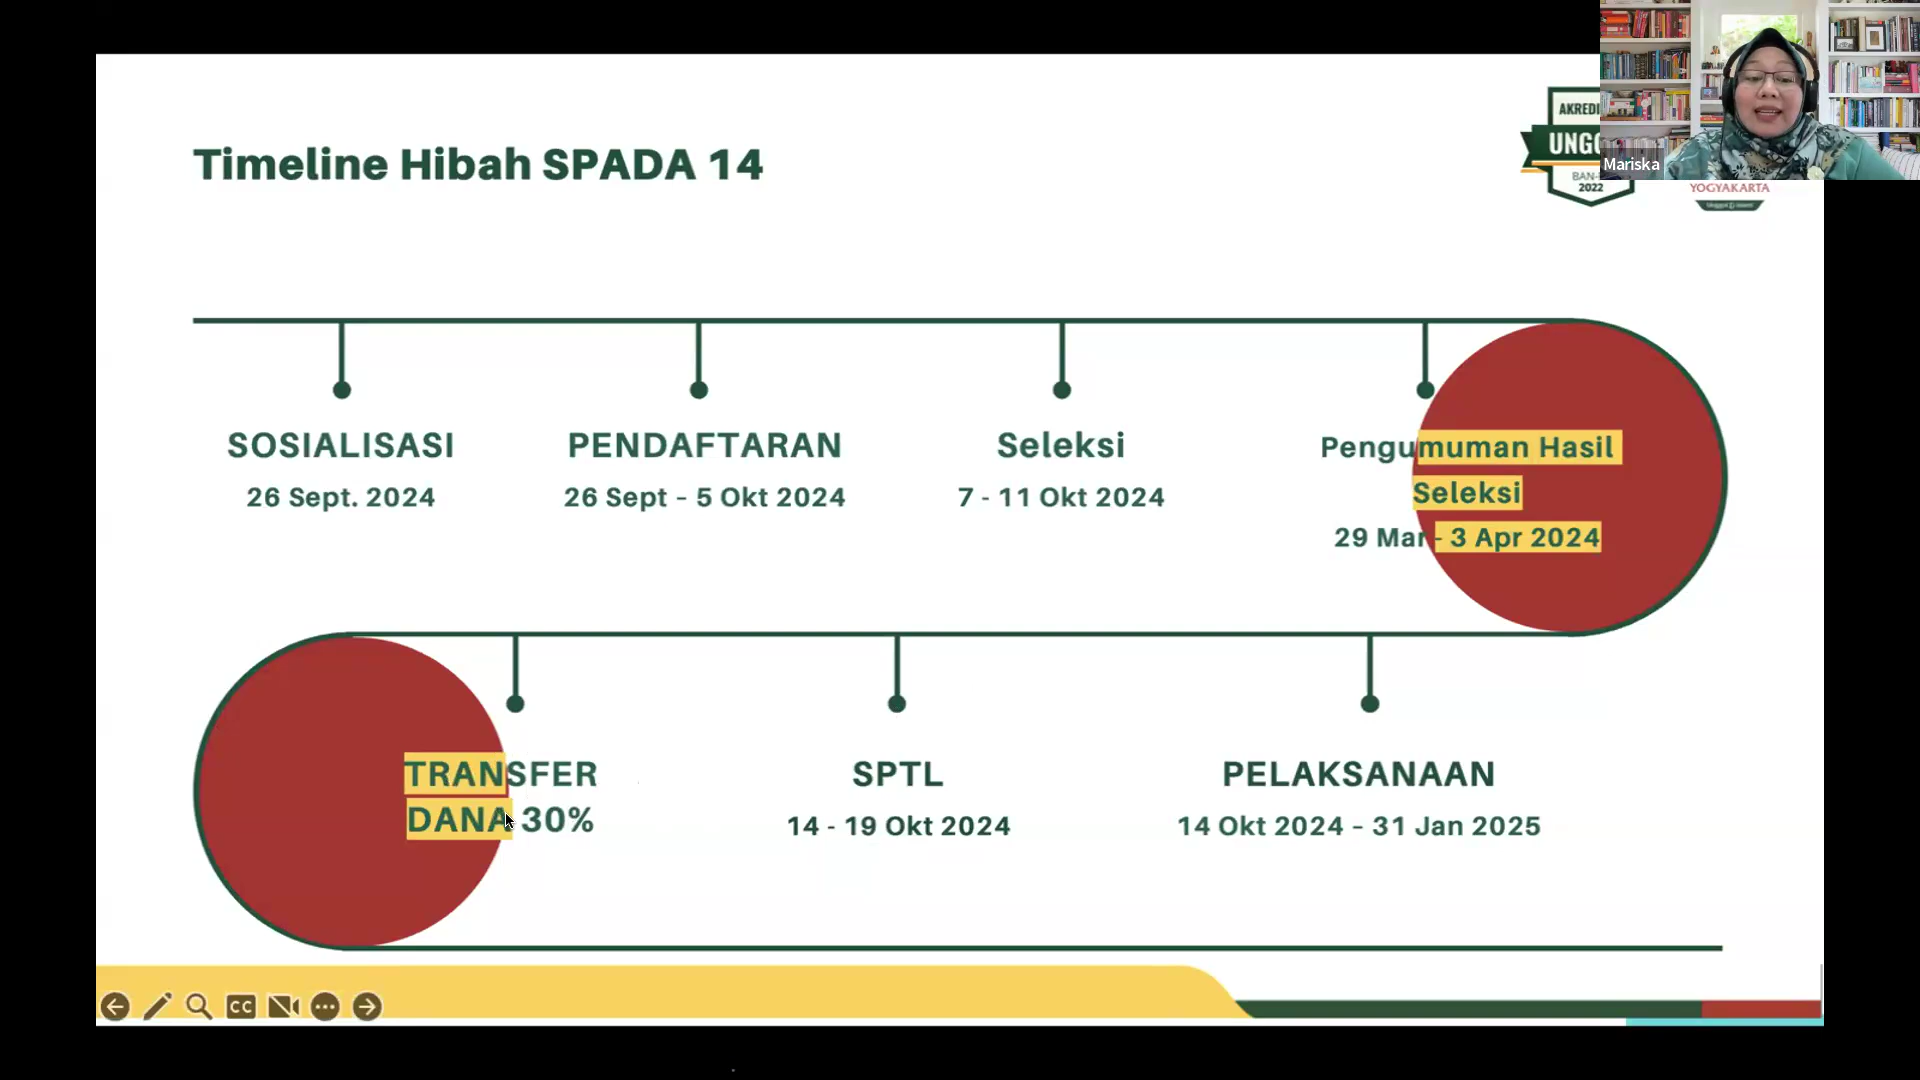 Timeline Hibah SPADA 14
BAN-
2022
Mariska
YOGYAKARTA
SOSIALISASI
26 Sept. 2024
PENDAFTARAN
26 Sept – 5 Okt 2024
Seleksi
7 - 11 Okt 2024
Pengumuman Hasil
Seleksi
29 Mar - 3 Apr 2024
TRANSFER
DANA 30%
SPTL
14 - 19 Okt 2024
PELAKSANAAN
14 Okt 2024 – 31 Jan 2025
CC